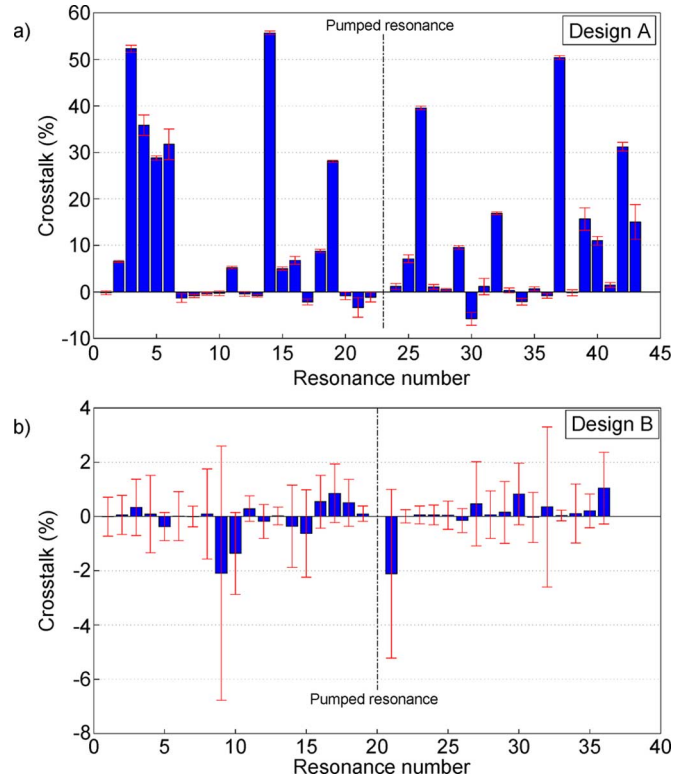 a)
Pumped resonance
Design A
60
50
40
30
20
10
0
-10
Crosstalk (%)
0 5 10 15 20 25 30 35 40 45
Resonance number
b)
Design B
4
2
0
-2
-4
-6
-8
Crosstalk (%)
Pumped resonance
0 5 10 15 20 25 30 35 40
Resonance number